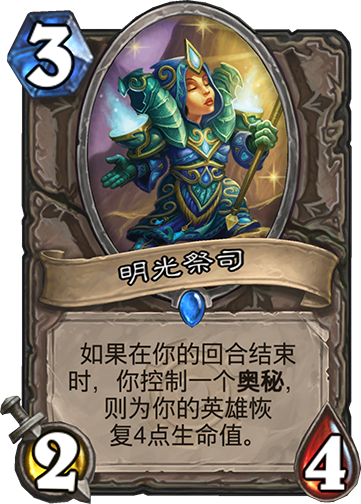 3
明光祭司
如果在你的回合结束
时，你控制一个奥秘，
则为你的英雄恢
复4点生命值。
2
4